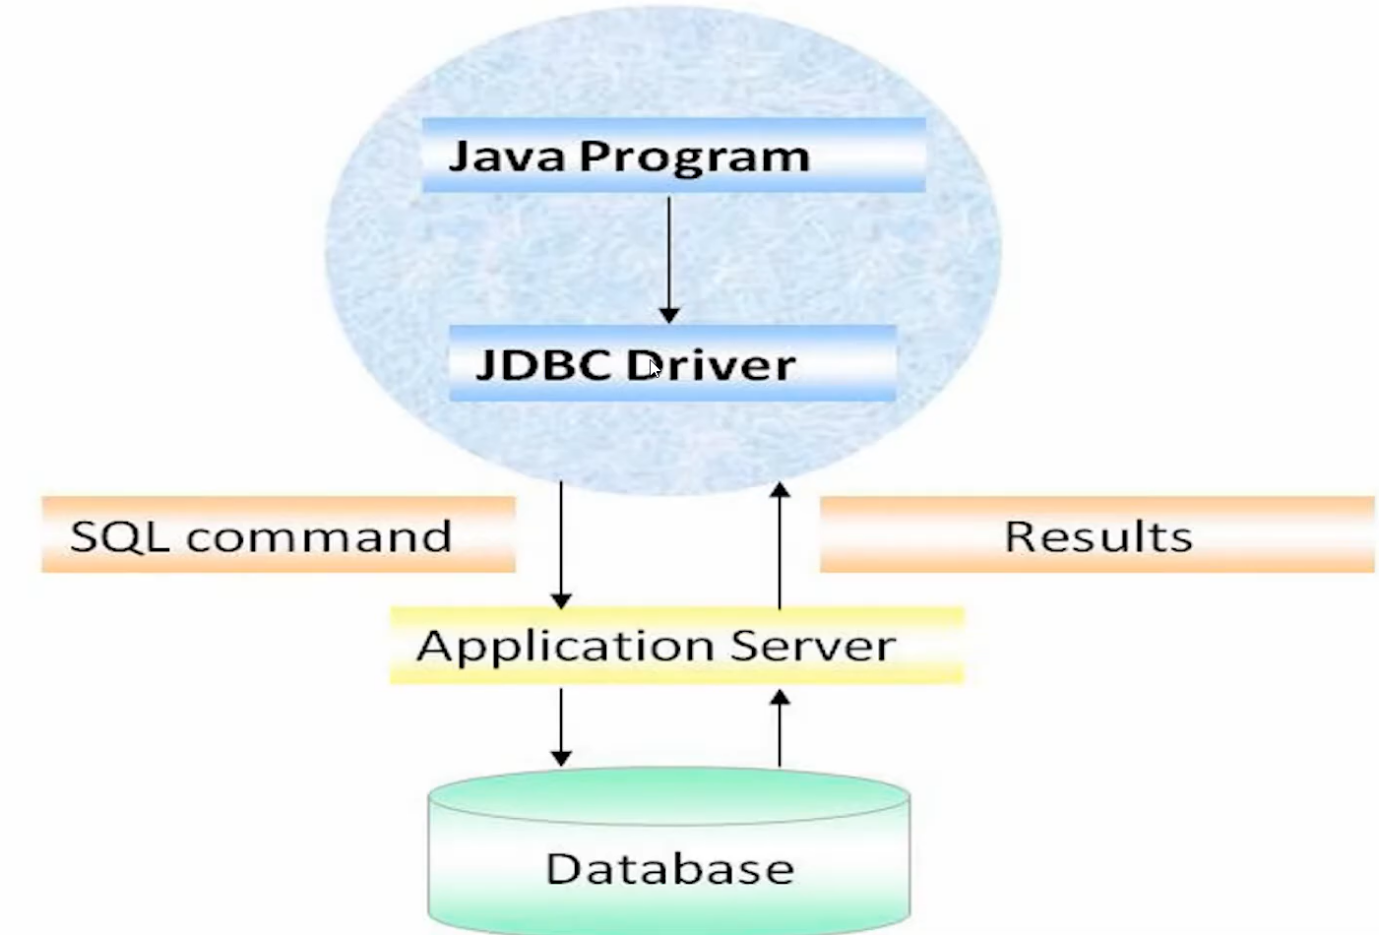 Java Program
JDBC Driver
SQL command
Results
Application Server
Database